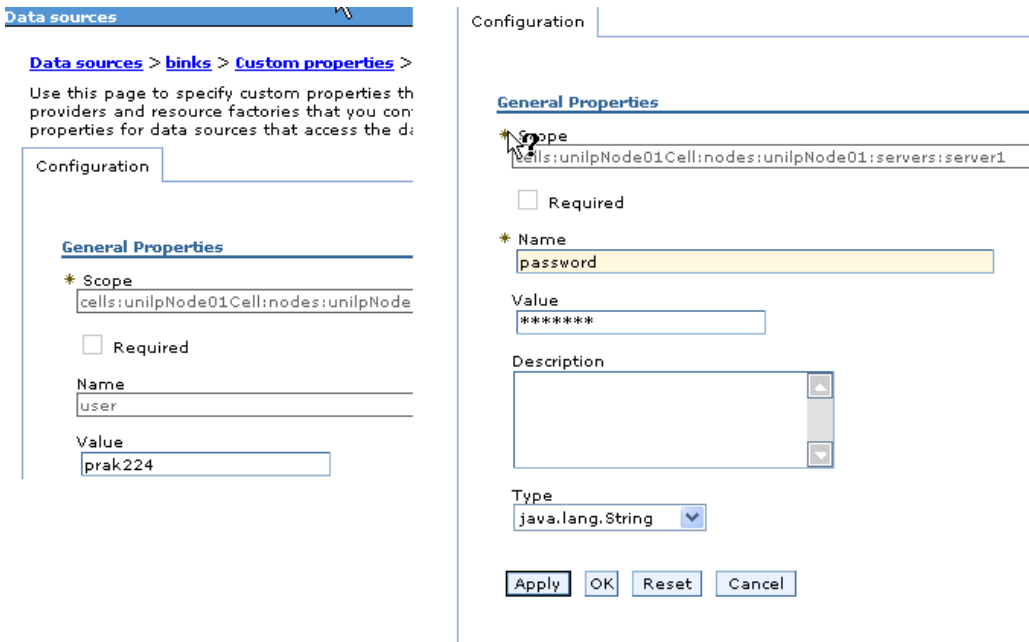 Data sources
Data sources > binks > Custom properties >
Use this page to specify custom properties th
providers and resource factories that you con
properties for data sources that access the da
Configuration
General Properties
* Scope
cells:unilpNode01Cell:nodes:unilpNode
Required
Name
user
Value
prak224
Configuration
General Properties
* Scope
cells:unilpNode01Cell:nodes:unilpNode01:servers:server1
Required
* Name
password
Value
*******
Description
Type
java.lang.String
Apply OK Reset Cancel